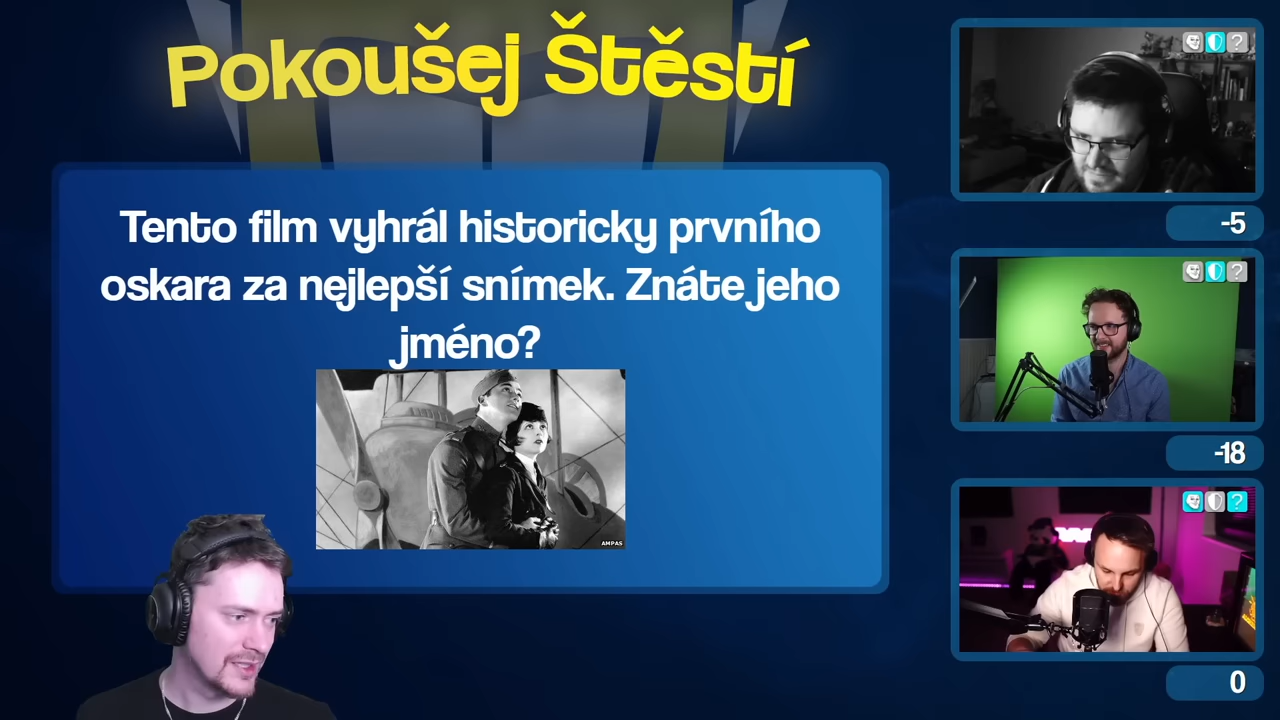 Pokoušej Štěstí
Tento film vyhrál historicky prvního
oskara za nejlepší snímek. Znáte jeho
jméno?
AMPAS
?
-5
?
-18
?
0